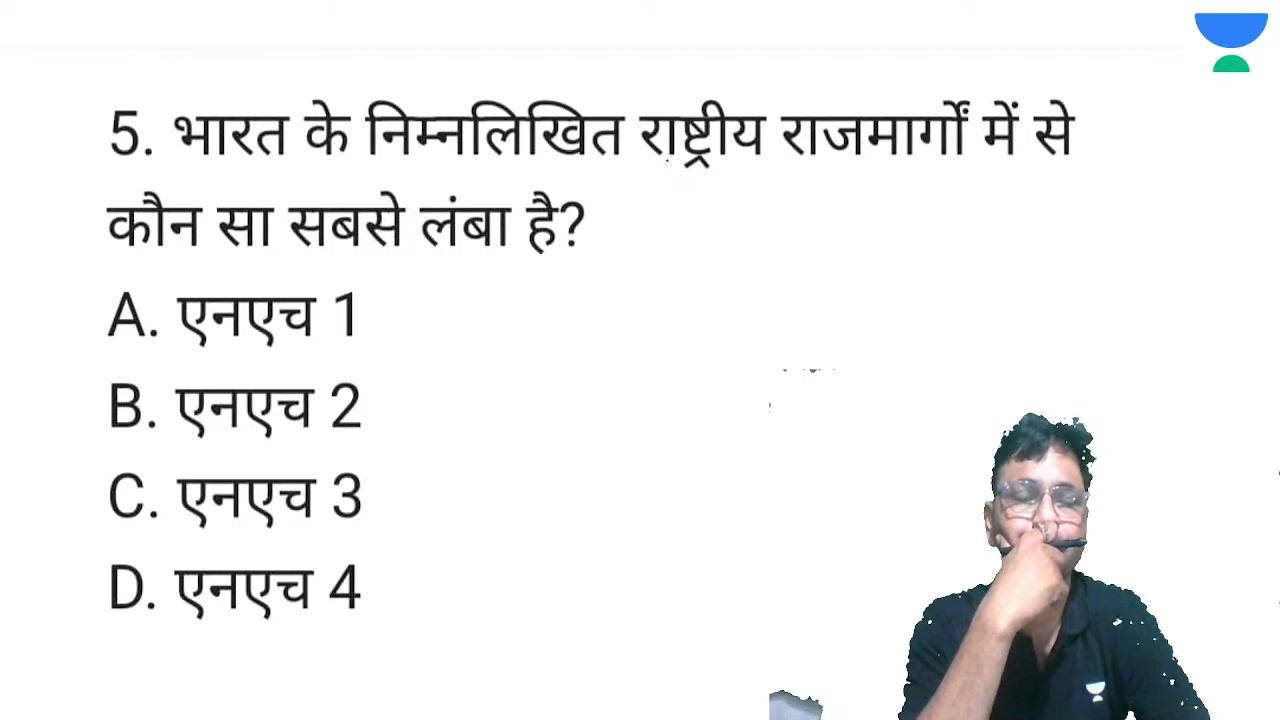 5. भारत के निम्नलिखित राष्ट्रीय राजमार्गों में से
कौन सा सबसे लंबा है?
A. एनएच 1
B. एनएच 2
C. एनएच 3
D. एनएच 4